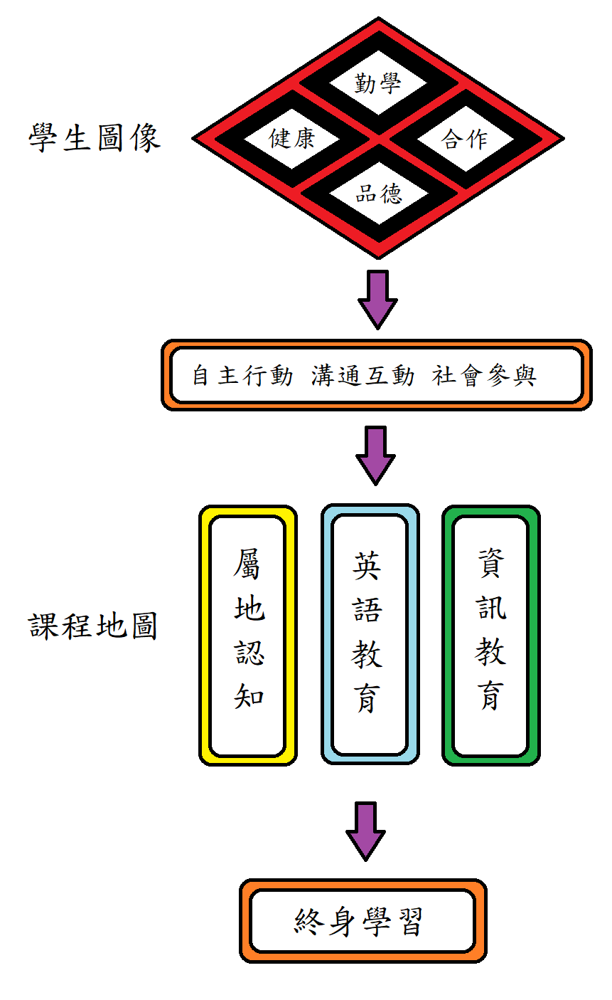 勤學
學生圖像
健康
合作
品德
自主行動 溝通互動 社會參與
課程地圖
屬地認知
英語教育
資訊教育
終身學習